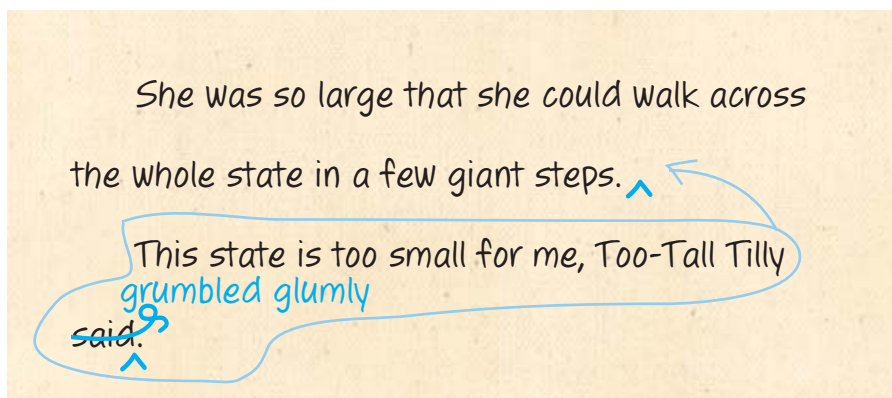 She was so large that she could walk across
the whole state in a few giant steps.
This state is too small for me, Too-Tall Tilly
grumbled glumly
said.